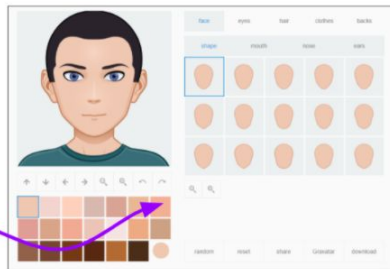 face eyes hair clothes backs
shape mouth nose ears
random reset share Gravatar download